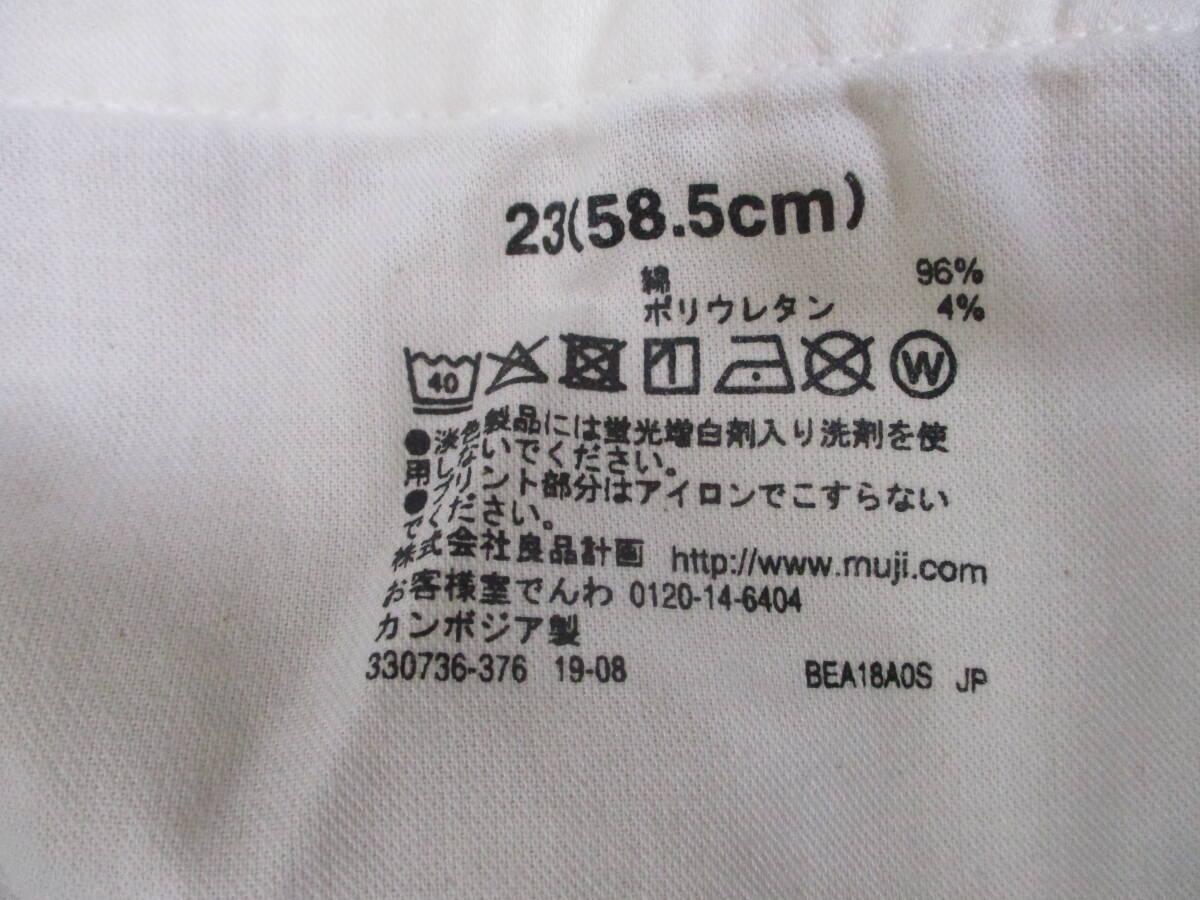 23(58.5cm)
綿 96%
ポリウレタン 4%
40 W
●淡色製品には蛍光増白剤入り洗剤を使
用しないでください。
●プリント部分はアイロンでこすらない
でください。
株式会社良品計画 http://www.muji.com
お客様室でんわ 0120-14-6404
カンボジア製
330736-376 19-08 BEA18A0S JP